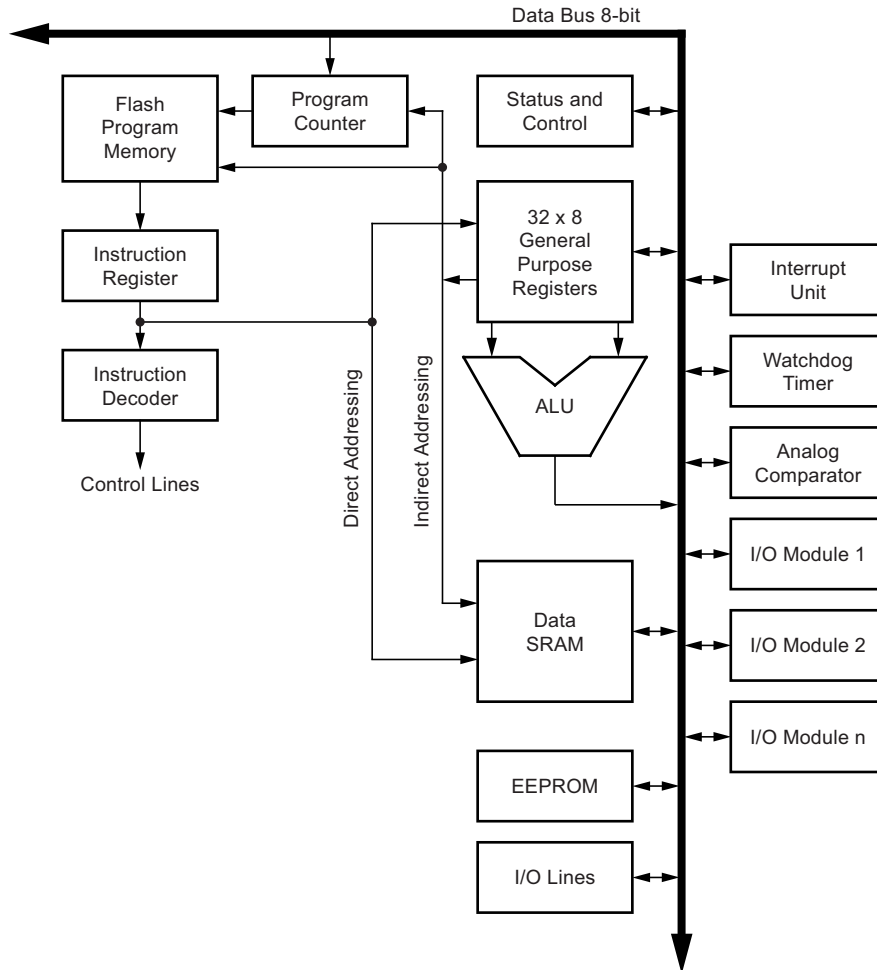 Data Bus 8-bit
Flash
Program
Memory
Program
Counter
Status and
Control
32 x 8
General
Purpose
Registers
Instruction
Register
Interrupt
Unit
Instruction
Decoder
Watchdog
Timer
ALU
Direct Addressing
Indirect Addressing
Control Lines
Analog
Comparator
I/O Module 1
Data
SRAM
I/O Module 2
I/O Module n
EEPROM
I/O Lines